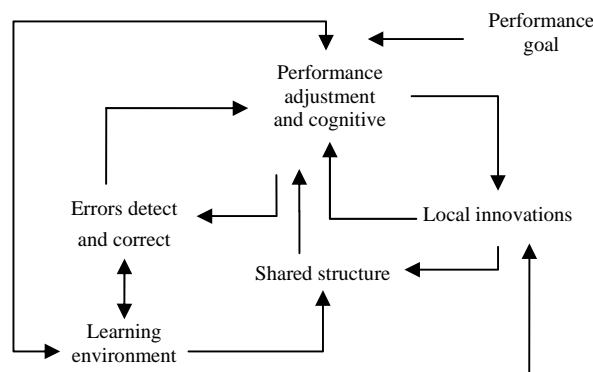 Performance
goal
Performance
adjustment
and cognitive
Errors detect
and correct
Local innovations
Shared structure
Learning
environment